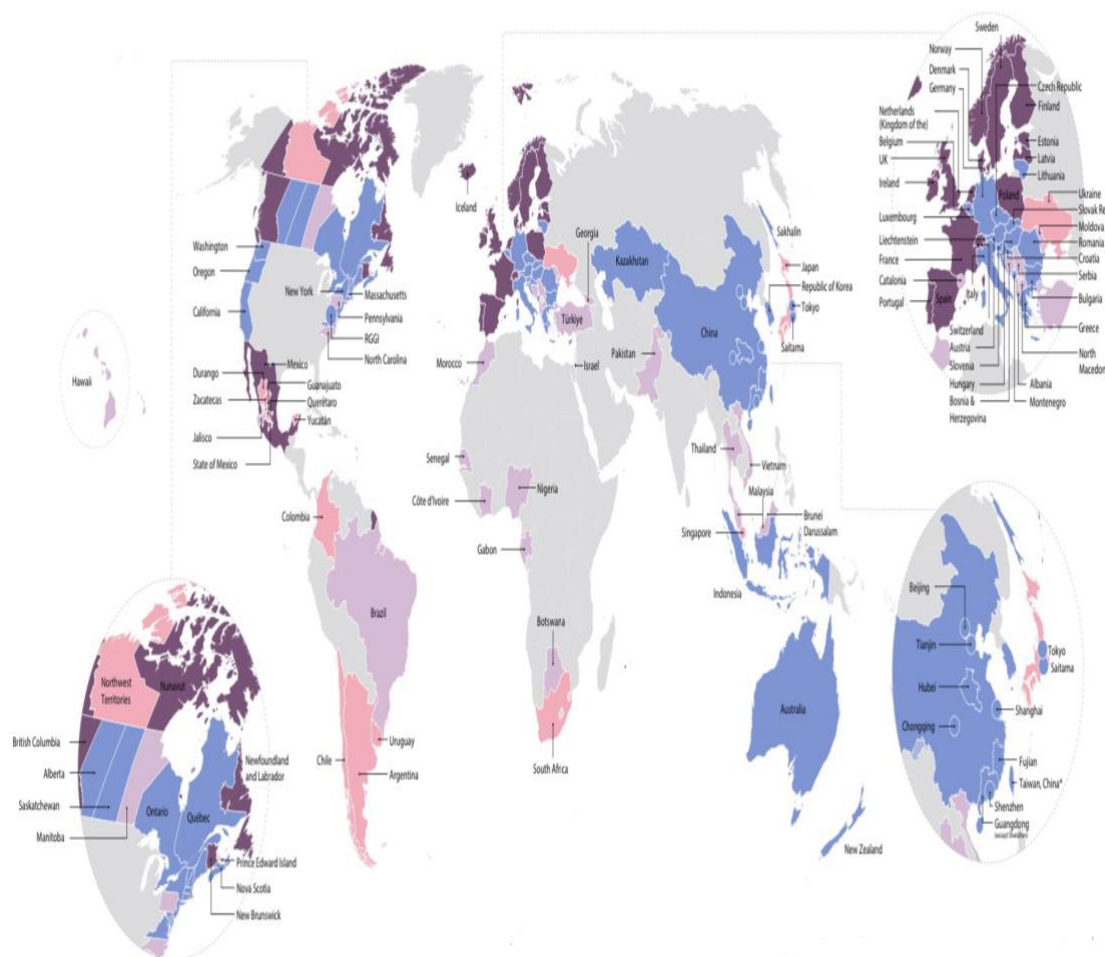 Sweden
Norway
Denmark
Germany
Czech Republic
Netherlands
(Kingdom of the)
Finland
Belgium
UK
Estonia
Latvia
Lithuania
Ireland
Poland
Ukraine
Slovak Re
Luxembourg
Moldova
Romania
Liechtenstein
Croatia
France
Serbia
Catalonia
Bulgaria
Portugal
Spain
Italy
Switzerland
Greece
Austria
Slovenia
North
Macedon
Hungary
Albania
Bosnia &
Herzegovina
Montenegro
Iceland
Georgia
Sakhalin
Washington
Kazakhstan
Japan
Oregon
Republic of Korea
New York
Massachusetts
Tokyo
California
Pennsylvania
Türkiye
China
RGGI
Saitama
North Carolina
Pakistan
Morocco
Israel
Mexico
Durango
Guanajuato
Hawaii
Zacatecas
Querétaro
Yucatán
Jalisco
State of Mexico
Senegal
Thailand
Vietnam
Nigeria
Malaysia
Côte d'Ivoire
Brunei
Darussalam
Colombia
Singapore
Gabon
Indonesia
Brazil
Botswana
Australia
South Africa
Uruguay
Chile
Argentina
New Zealand
Northwest
Territories
Nunavut
British Columbia
Newfoundland
and Labrador
Alberta
Saskatchewan
Ontario
Québec
Manitoba
Prince Edward Island
Nova Scotia
New Brunswick
Beijing
Tianjin
Tokyo
Saitama
Hubei
Shanghai
Chongqing
Fujian
Taiwan, China*
Shenzhen
Guangdong
(except Shenzhen)